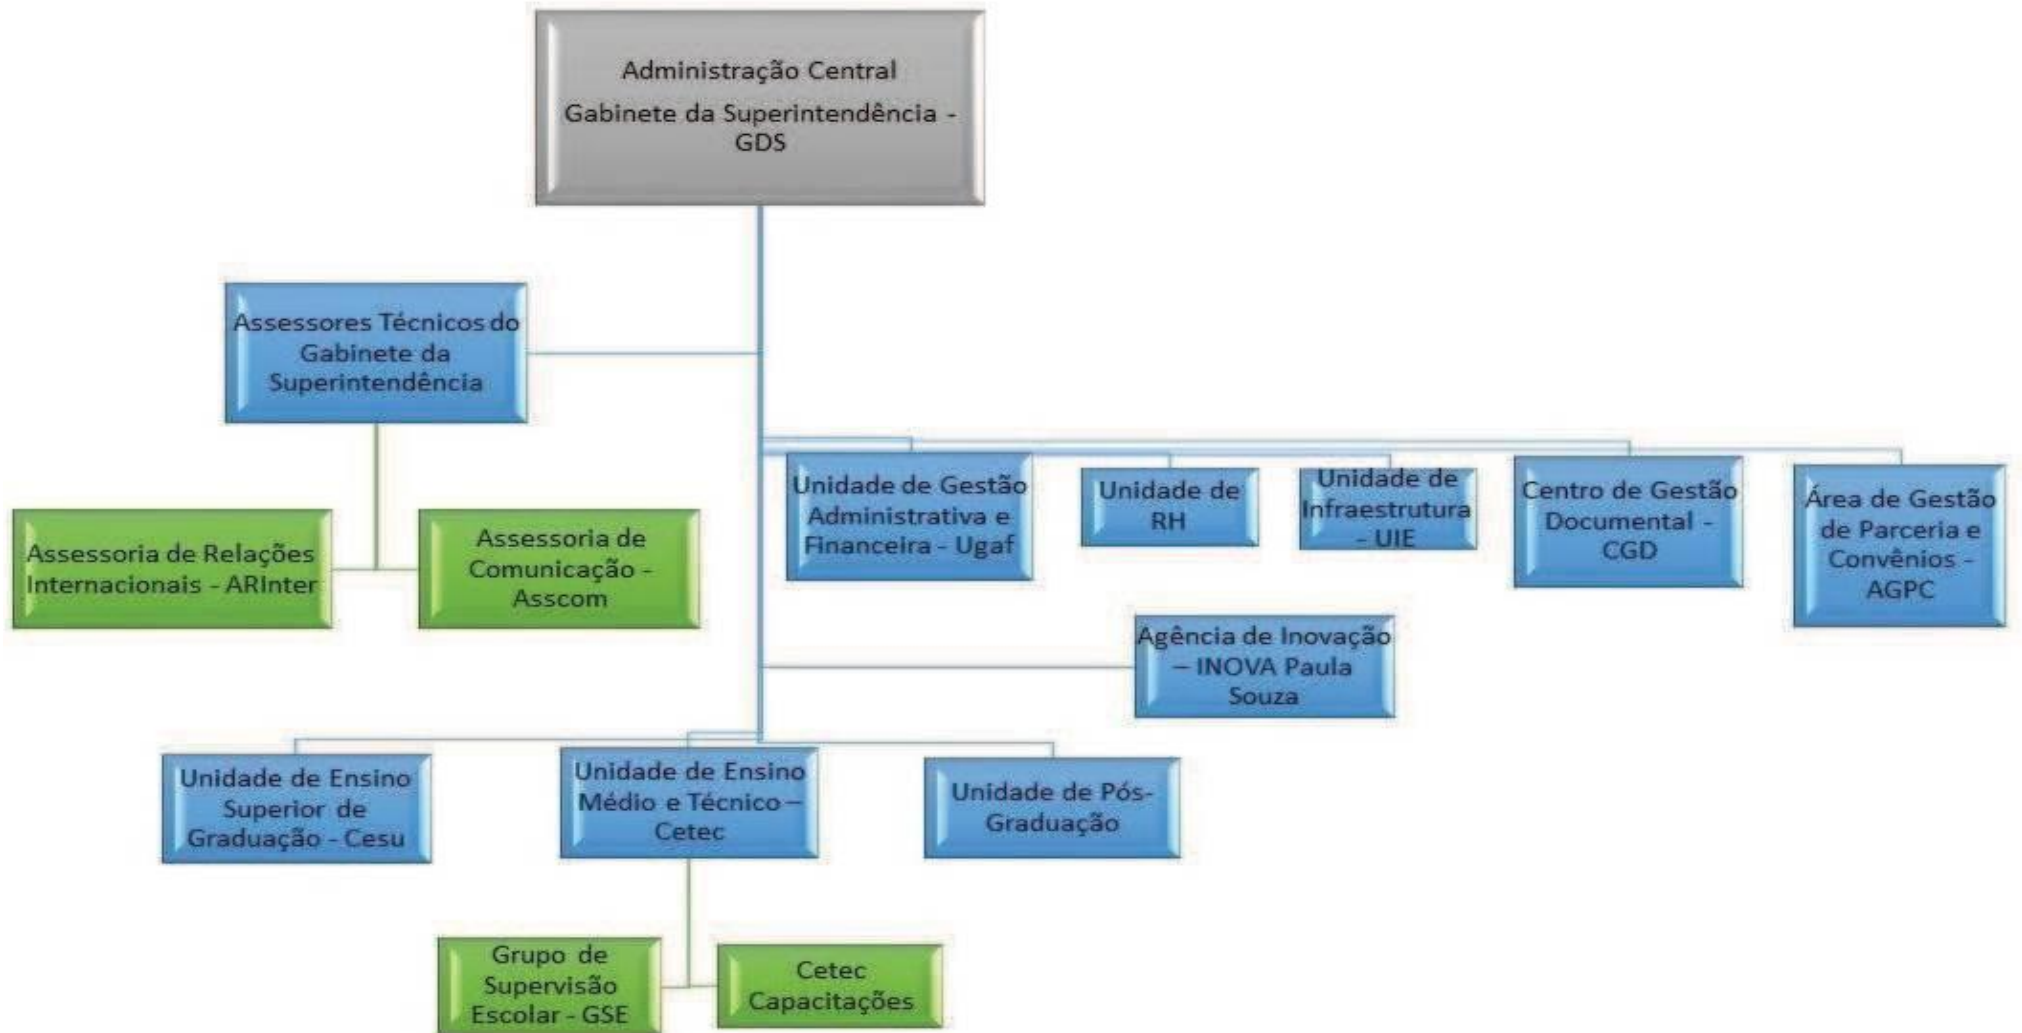 Administração Central
Gabinete da Superintendência -
GDS
Assessores Técnicos do
Gabinete da
Superintendência
Assessoria de Relações
Internacionais - ARInter
Assessoria de
Comunicação -
Asscom
Unidade de Gestão
Administrativa e
Financeira - Ugaf
Unidade de
RH
Unidade de
Infraestrutura
- UIE
Centro de Gestão
Documental -
CGD
Área de Gestão
de Parceria e
Convênios -
AGPC
Agência de Inovação
– INOVA Paula
Souza
Unidade de Ensino
Superior de
Graduação - Cesu
Unidade de Ensino
Médio e Técnico –
Cetec
Unidade de Pós-
Graduação
Grupo de
Supervisão
Escolar - GSE
Cetec
Capacitações